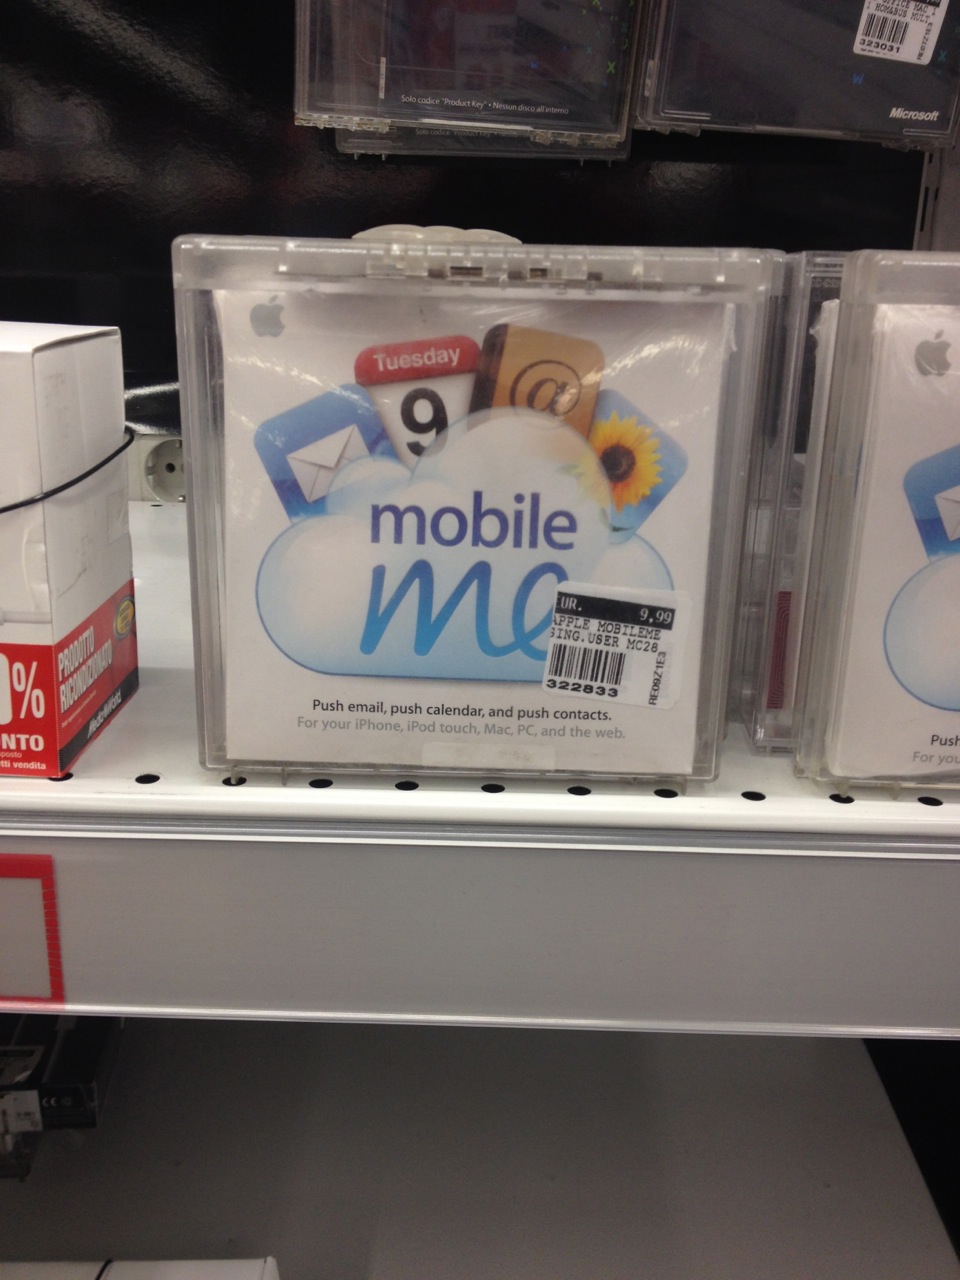 Solo codice "Product Key" • Nessun disco all'interno
323031
Microsoft
Tuesday
9
@
mobile
me
EUR. 9,99
APPLE MOBILEME
SING.USER MC28
322833
Push email, push calendar, and push contacts.
For your iPhone, iPod touch, Mac, PC, and the web.
%
PRODOTTO
RICONDIZIONATO
Push
For you